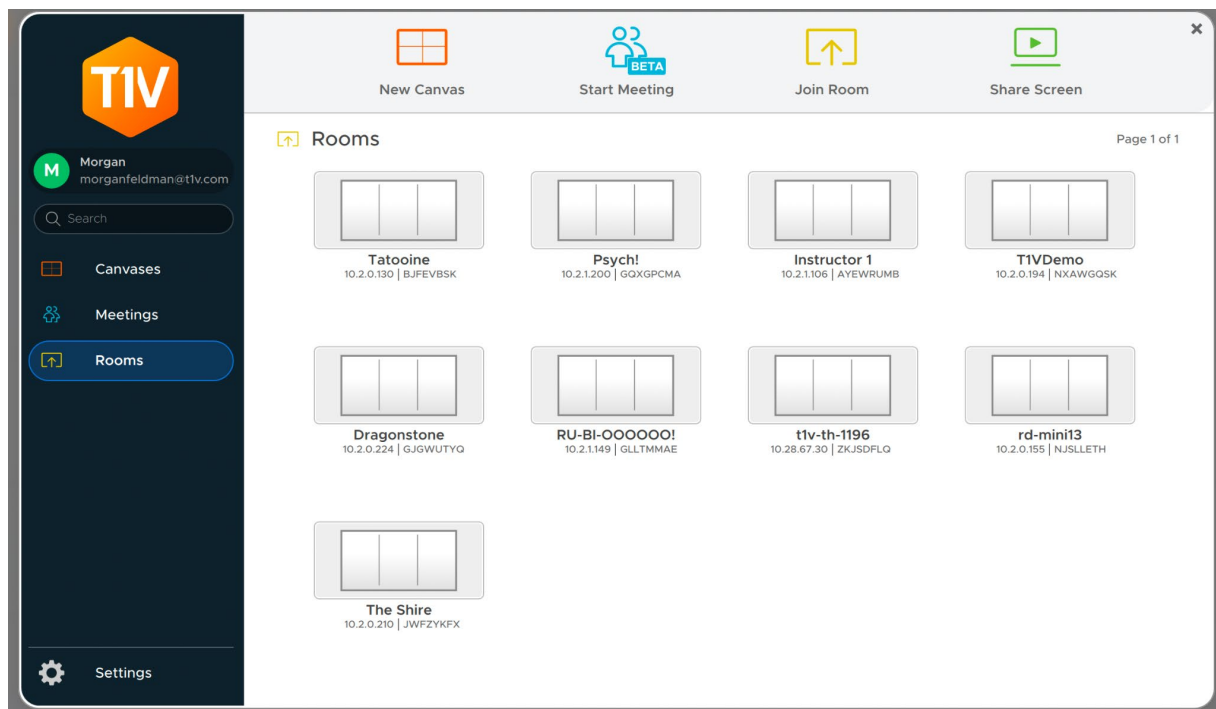 T1V
New Canvas
BETA
Start Meeting
Join Room
Share Screen
M
Morgan
morganfeldman@t1v.com
Search
Canvases
Meetings
Rooms
Settings
Rooms
Page 1 of 1
Tatooine
10.2.0.130 | BJFEVBSK
Psych!
10.2.1.200 | GQXGPCMA
Instructor 1
10.2.1.106 | AYEWRUMB
T1VDemo
10.2.0.194 | NXAWGQSK
Dragonstone
10.2.0.224 | GJGWUTYQ
RU-BI-OOOOOO!
10.2.1.149 | GLLTMMAE
t1v-th-1196
10.28.67.30 | ZKJSDFLQ
rd-mini13
10.2.0.155 | NJSLLETH
The Shire
10.2.0.210 | JWFZYKFX